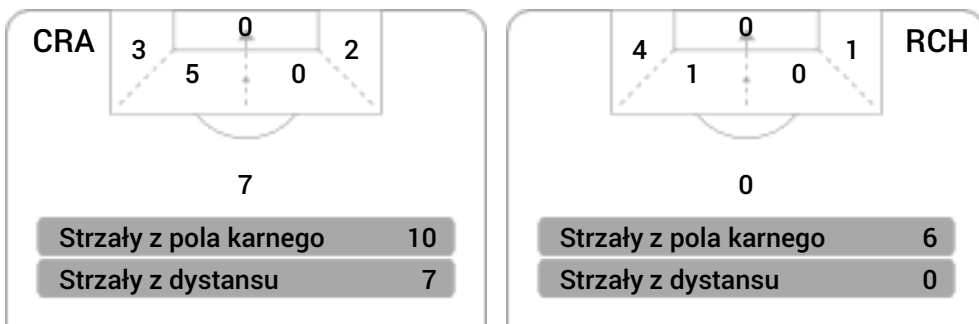 CRA
0
3
2
5
0
7
Strzały z pola karnego 10
Strzały z dystansu 7
RCH
0
4
1
1
0
0
Strzały z pola karnego 6
Strzały z dystansu 0